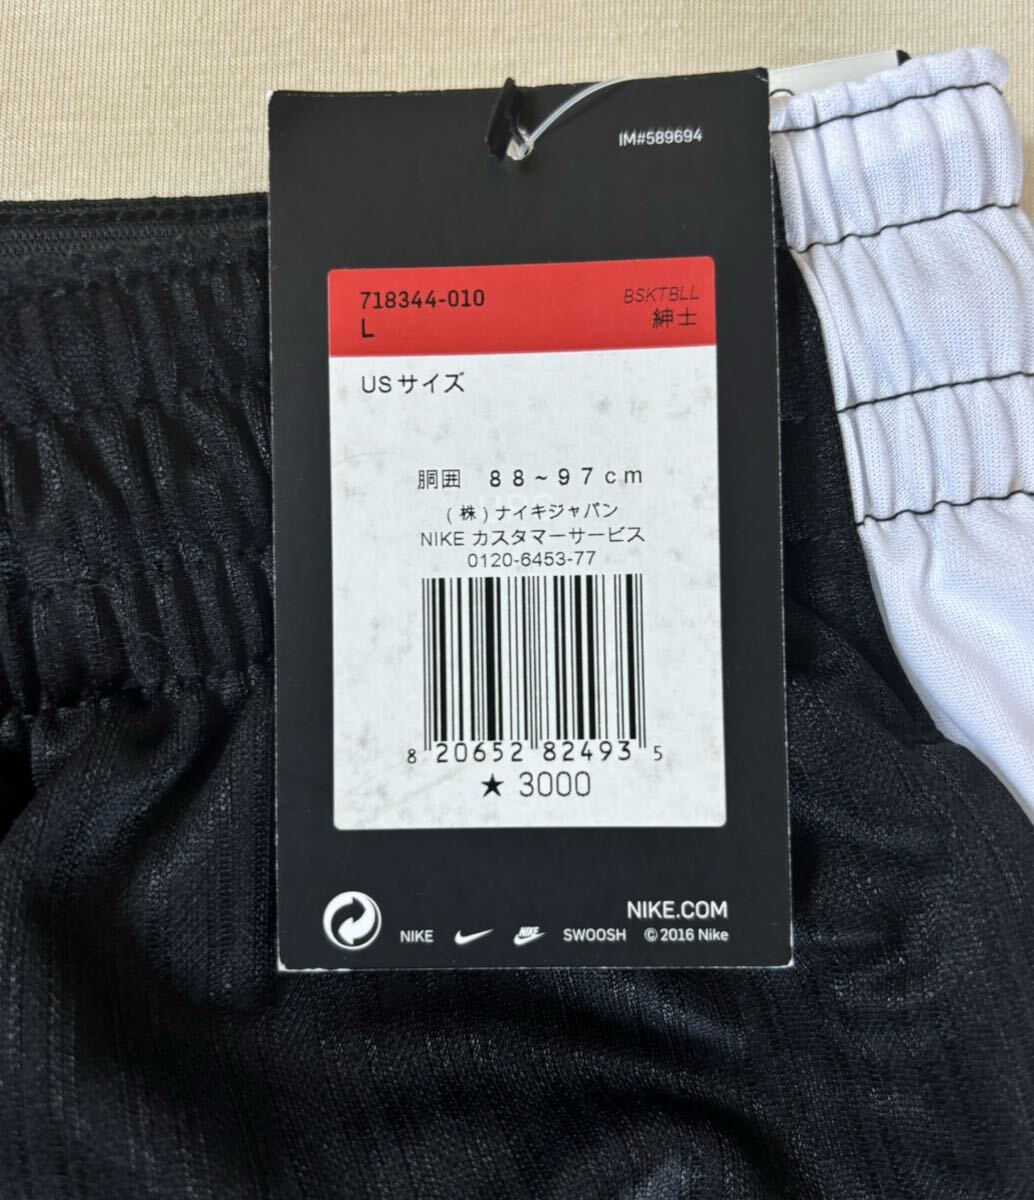 IM#589694
718344-010
BSKTBLL
L
紳士
USサイズ
胴囲 88~97cm
(株)ナイキジャパン
NIKE カスタマーサービス
0120-6453-77
8 20652 82493 5
★ 3000
NIKE.COM
NIKE NIKE SWOOSH © 2016 Nike